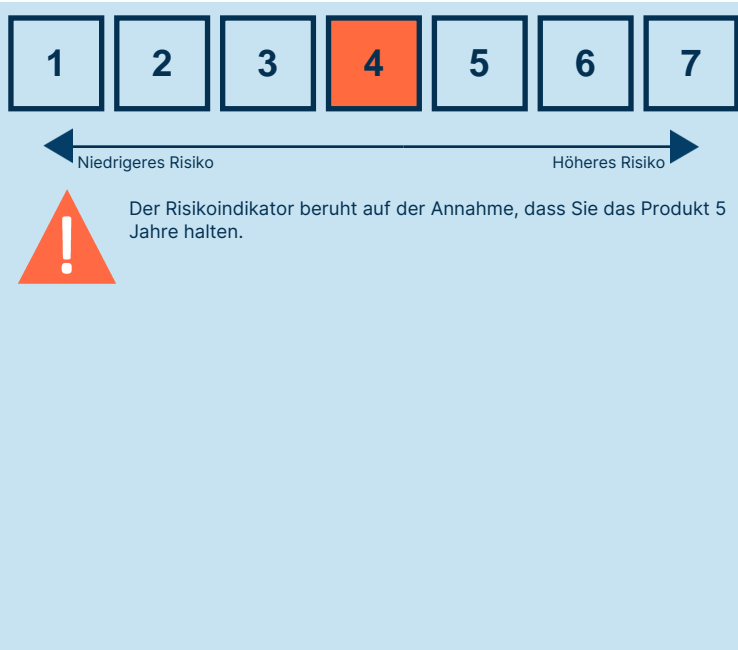 1 2 3 4 5 6 7
Niedrigeres Risiko Höheres Risiko
Der Risikoindikator beruht auf der Annahme, dass Sie das Produkt 5
Jahre halten.